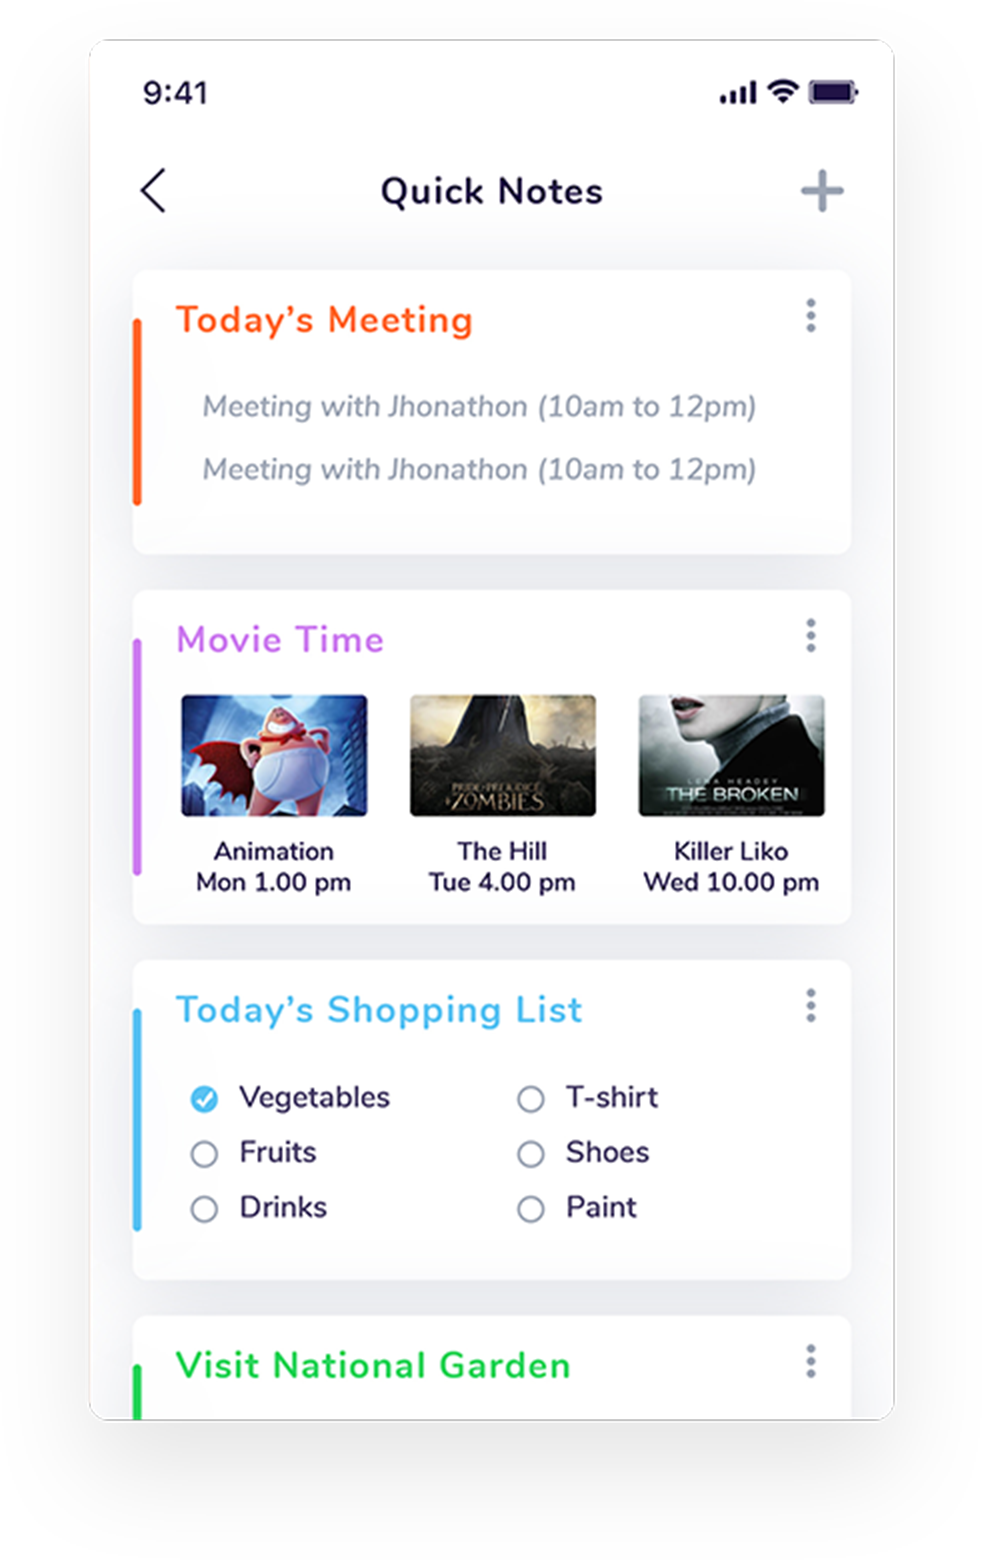 9:41
Quick Notes
Today's Meeting
Meeting with Jhonathon (10am to 12pm)
Meeting with Jhonathon (10am to 12pm)
Movie Time
PRIDE + PREJUDICE
+ ZOMBIES
LENA HEADEY
THE BROKEN
Animation
Mon 1.00 pm
The Hill
Tue 4.00 pm
Killer Liko
Wed 10.00 pm
Today's Shopping List
Vegetables
T-shirt
Fruits
Shoes
Drinks
Paint
Visit National Garden